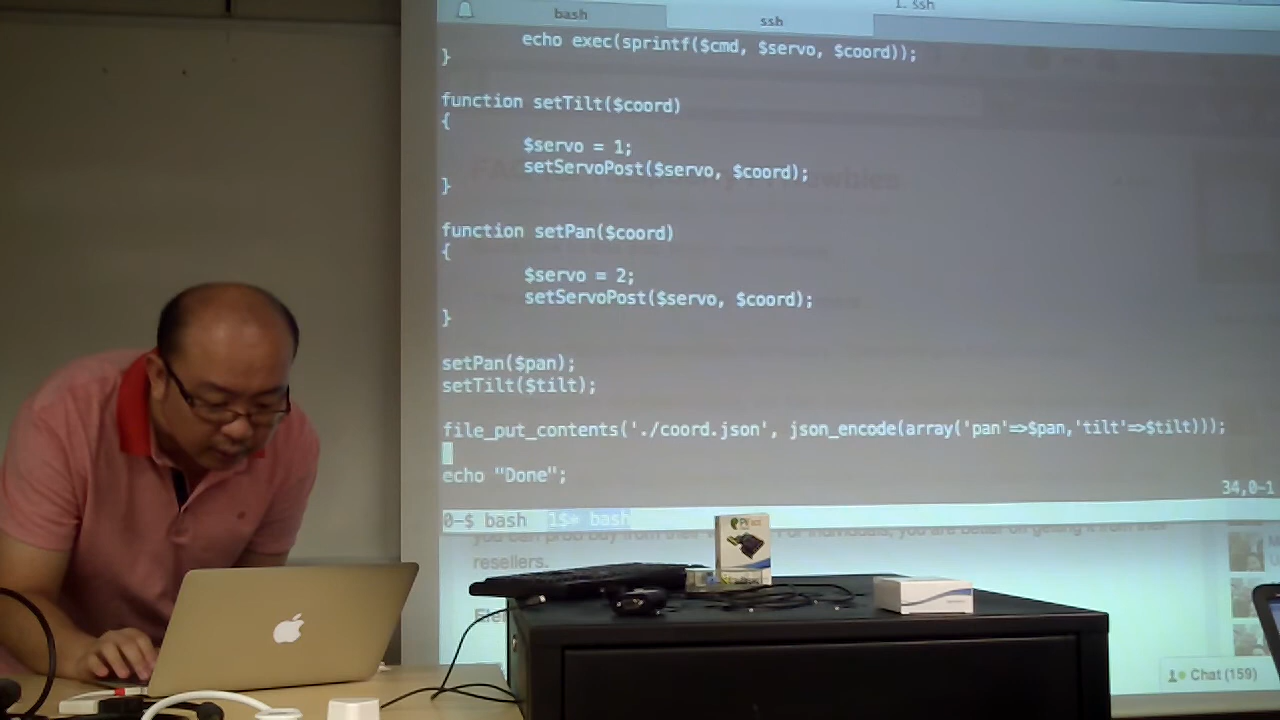 1. ssh
bash
ssh
echo exec(sprintf($cmd, $servo, $coord));
}
function setTilt($coord)
{
$servo = 1;
setServoPost($servo, $coord);
}
function setPan($coord)
{
$servo = 2;
setServoPost($servo, $coord);
}
setPan($pan);
setTilt($tilt);
file_put_contents('./coord.json', json_encode(array('pan'=>$pan,'tilt'=>$tilt)));
echo "Done";
34,0-1
0-$ bash 1$* bash
resellers.
Chat (159)